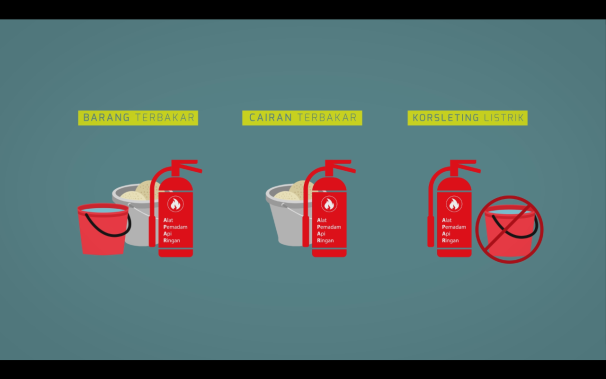 BARANG TERBAKAR
CAIRAN TERBAKAR
KORSLETING LISTRIK
Alat
Pemadam
Api
Ringan
Alat
Pemadam
Api
Ringan
Alat
Pemadam
Api
Ringan